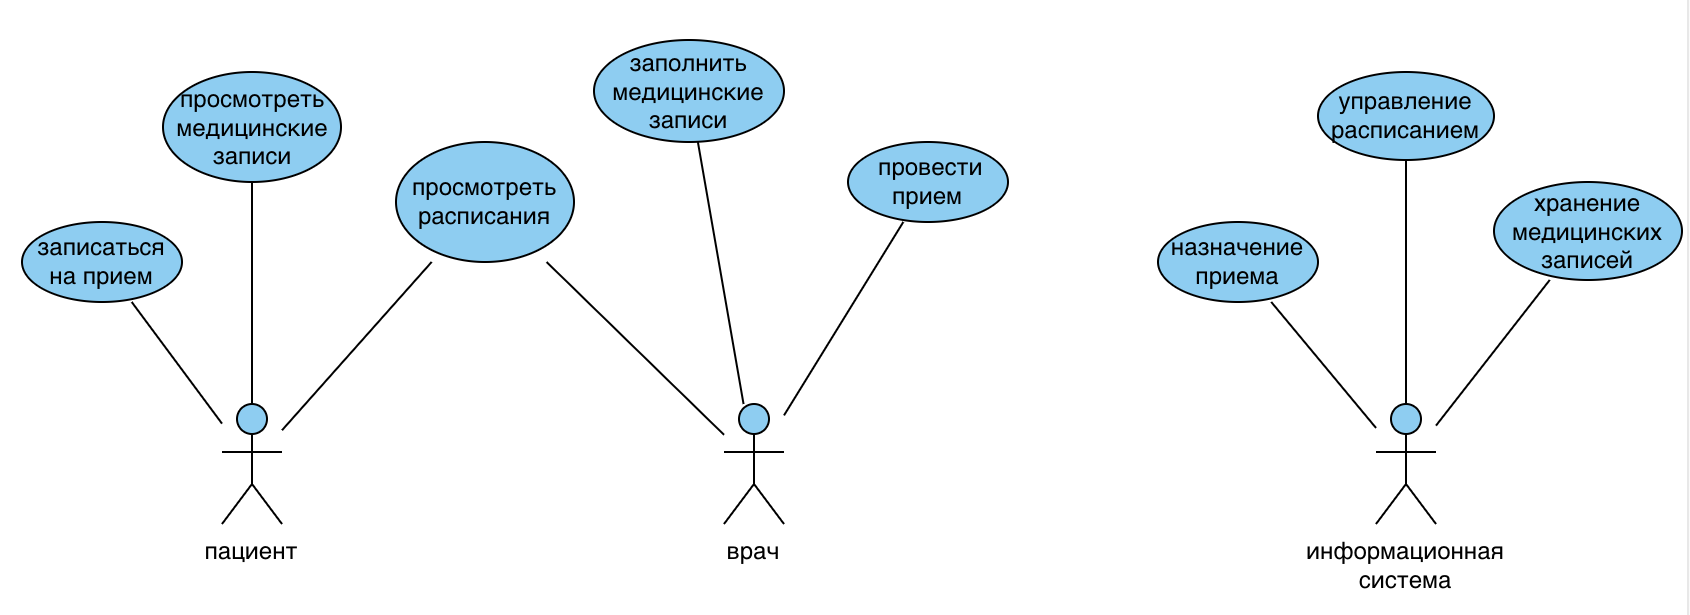 просмотреть
медицинские
записи
записаться
на прием
просмотреть
расписания
заполнить
медицинские
записи
провести
прием
управление
расписанием
назначение
приема
хранение
медицинских
записей
пациент
врач
информационная
система